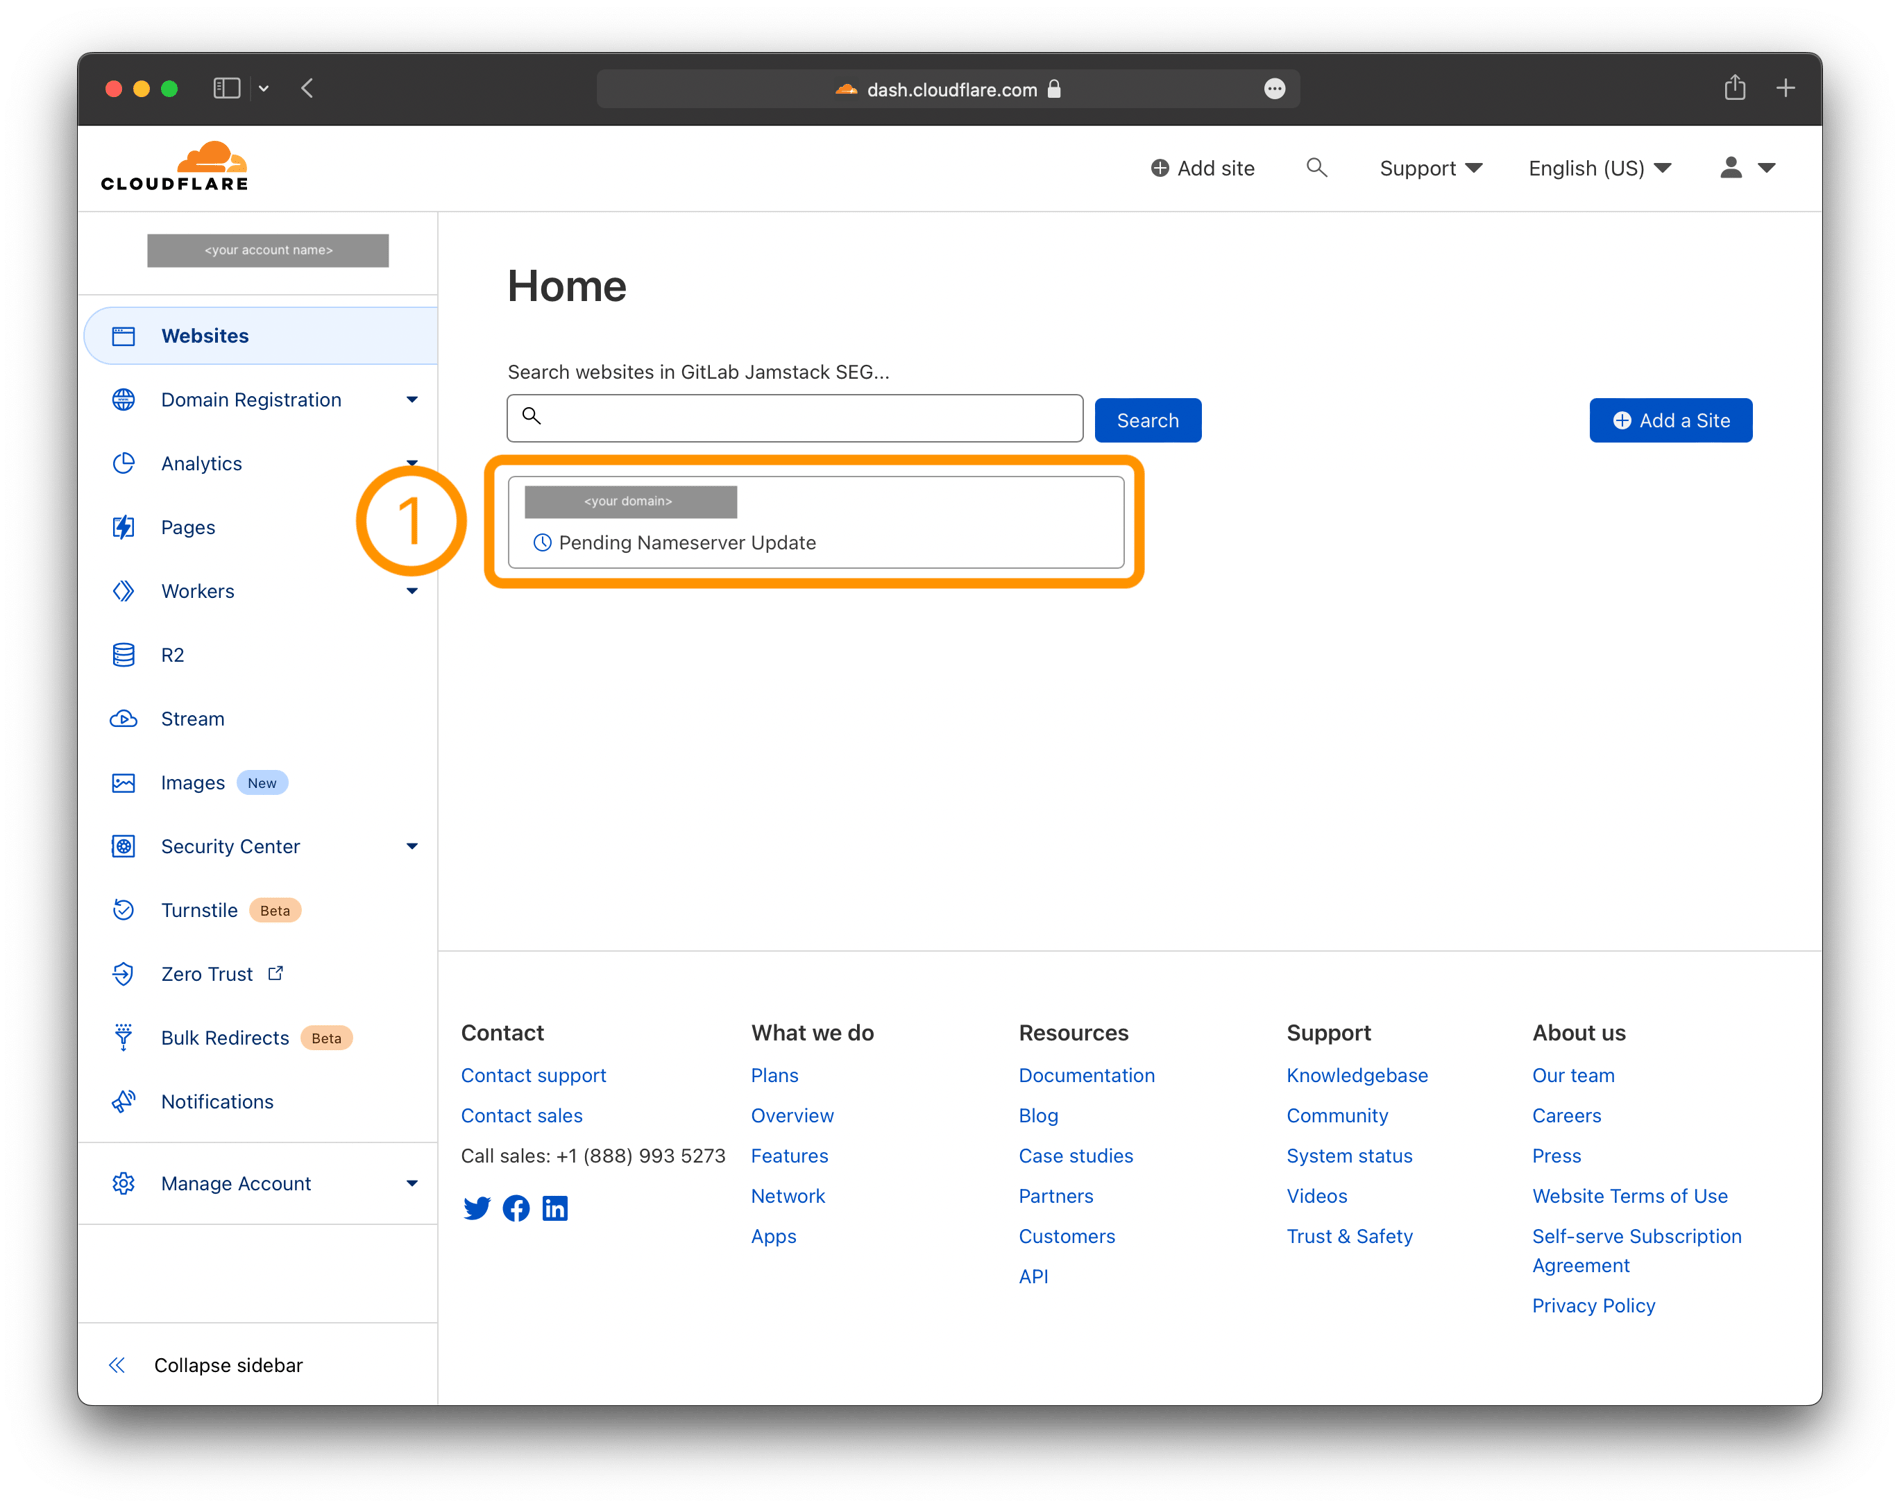 dash.cloudflare.com
CLOUDFLARE
Add site
Support
English (US)
<your account name>
Websites
Domain Registration
Analytics
Pages
Workers
R2
Stream
Images New
Security Center
Turnstile Beta
Zero Trust
Bulk Redirects Beta
Notifications
Manage Account
Collapse sidebar
Home
Search websites in GitLab Jamstack SEG...
Search
Add a Site
1
<your domain>
Pending Nameserver Update
Contact
Contact support
Contact sales
Call sales: +1 (888) 993 5273
What we do
Plans
Overview
Features
Network
Apps
Resources
Documentation
Blog
Case studies
Partners
Customers
API
Support
Knowledgebase
Community
System status
Videos
Trust & Safety
About us
Our team
Careers
Press
Website Terms of Use
Self-serve Subscription
Agreement
Privacy Policy